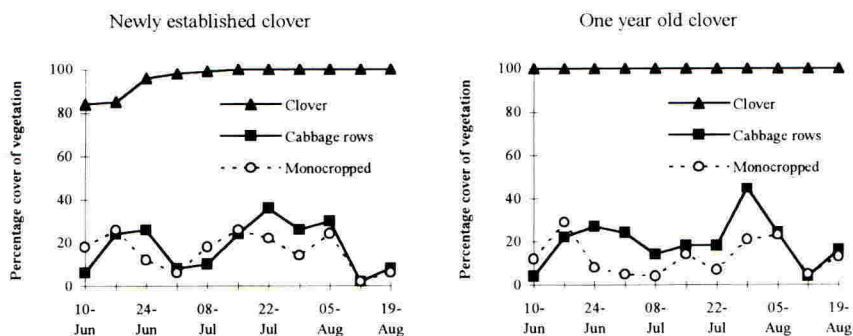 Newly established clover
Percentage cover of vegetation
100
80
60
40
20
0
Clover
Cabbage rows
Monocropped
10-Jun 24-Jun 08-Jul 22-Jul 05-Aug 19-Aug
One year old clover
Percentage cover of vegetation
100
80
60
40
20
0
Clover
Cabbage rows
Monocropped
10-Jun 24-Jun 08-Jul 22-Jul 05-Aug 19-Aug